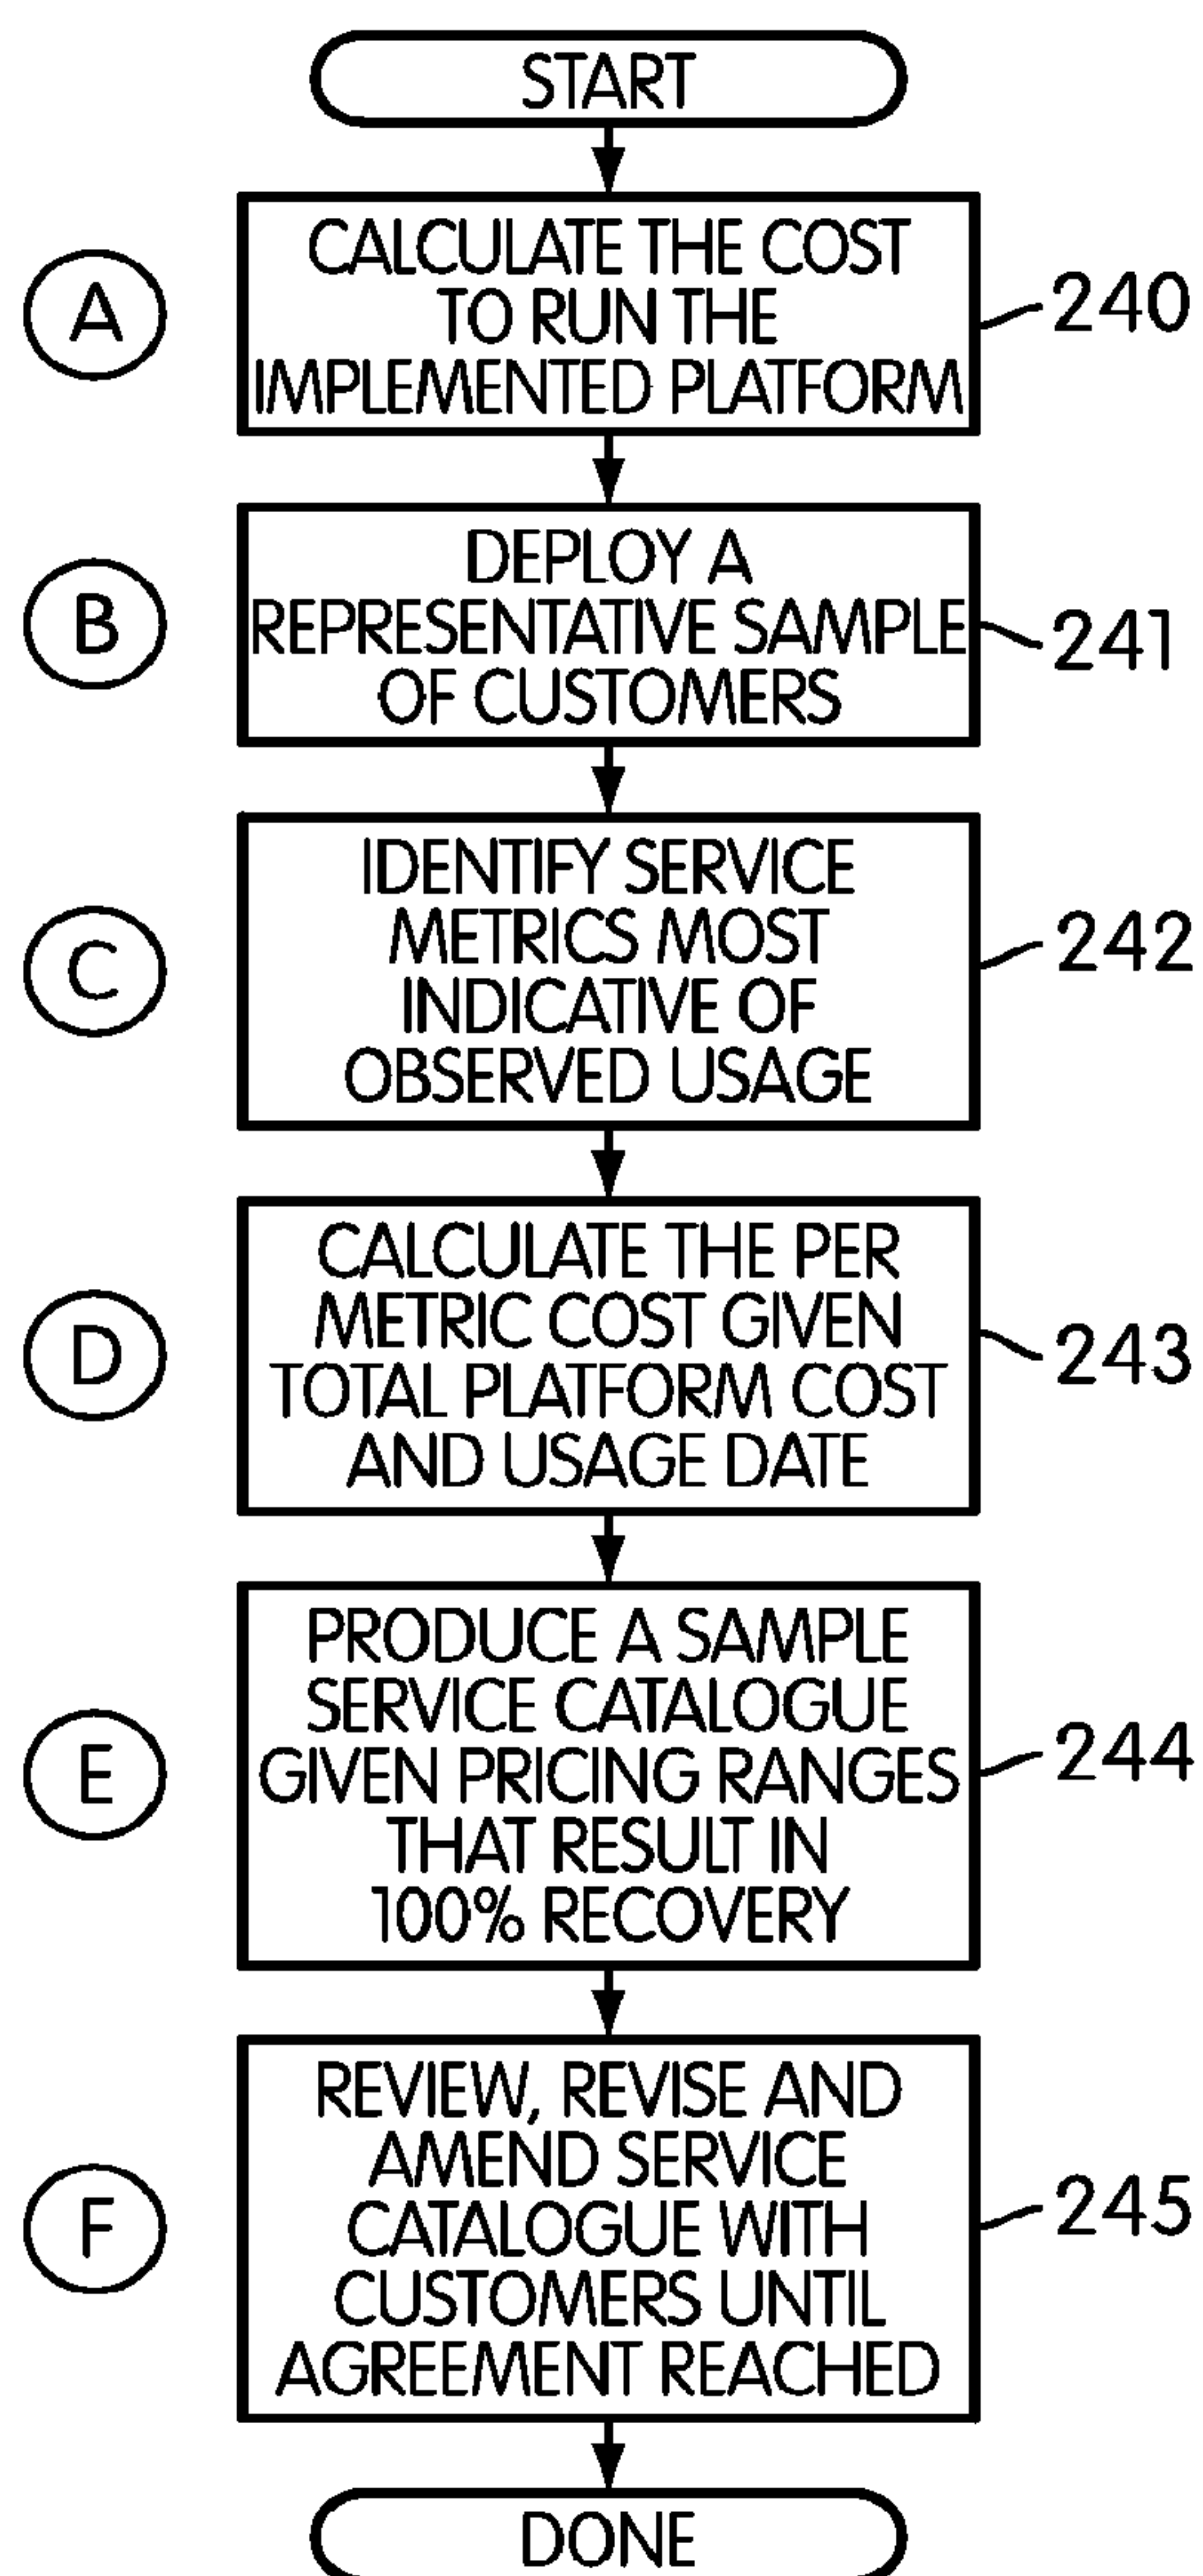 START
A
CALCULATE THE COST
TO RUN THE
IMPLEMENTED PLATFORM
240
B
DEPLOY A
REPRESENTATIVE SAMPLE
OF CUSTOMERS
241
C
IDENTIFY SERVICE
METRICS MOST
INDICATIVE OF
OBSERVED USAGE
242
D
CALCULATE THE PER
METRIC COST GIVEN
TOTAL PLATFORM COST
AND USAGE DATE
243
E
PRODUCE A SAMPLE
SERVICE CATALOGUE
GIVEN PRICING RANGES
THAT RESULT IN
100% RECOVERY
244
F
REVIEW, REVISE AND
AMEND SERVICE
CATALOGUE WITH
CUSTOMERS UNTIL
AGREEMENT REACHED
245
DONE